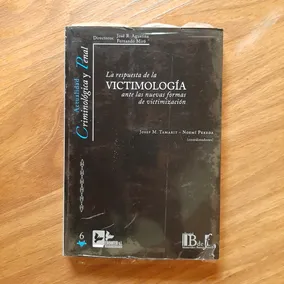 Directores: José R. Agustina
Fernando Miró
Actualidad
Criminológica y Penal
La respuesta de la
VICTIMOLOGÍA
ante las nuevas formas
de victimización
Josep M. Tamarit - Noemí Pereda
(coordinadores)
6
B de F